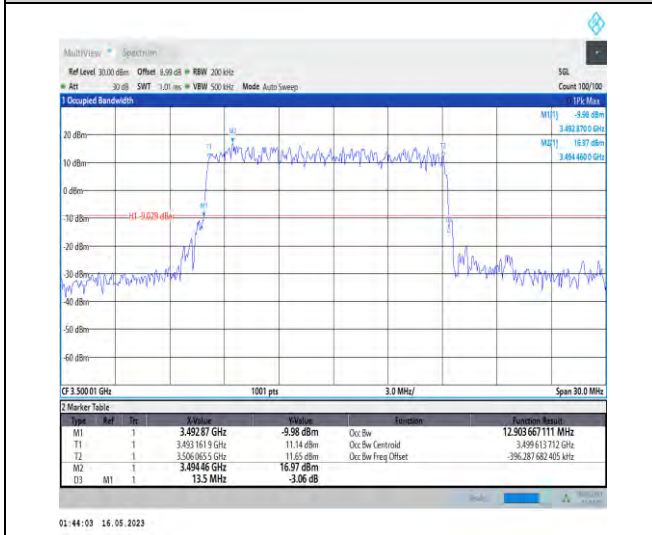 MultiView Spectrum
Ref Level 30.00 dBm Offset 8.99 dB RBW 200 kHz SGL
Att 30 dB SWT 1.01 ms VBW 500 kHz Mode Auto Sweep Count 100/100
1 Occupied Bandwidth 1Pk Max
M1[1] -9.98 dBm
3.492 870 0 GHz
M2[1] 16.97 dBm
3.494 460 0 GHz
20 dBm
10 dBm
0 dBm
-10 dBm
H1 -9.029 dBm
-20 dBm
-30 dBm
-40 dBm
-50 dBm
-60 dBm
T1
M2
T2
M1
CF 3.500 01 GHz 1001 pts 3.0 MHz/ Span 30.0 MHz
2 Marker Table
Type Ref Trc X-Value Y-Value Function Function Result
M1 1 3.492 87 GHz -9.98 dBm Occ Bw 12.903 667 111 MHz
T1 1 3.493 161 9 GHz 11.14 dBm Occ Bw Centroid 3.499 613 712 GHz
T2 1 3.506 065 5 GHz 11.65 dBm Occ Bw Freq Offset -396.287 682 405 kHz
M2 1 3.494 46 GHz 16.97 dBm
D3 M1 1 13.5 MHz -3.06 dB
01:44:03 16.05.2023